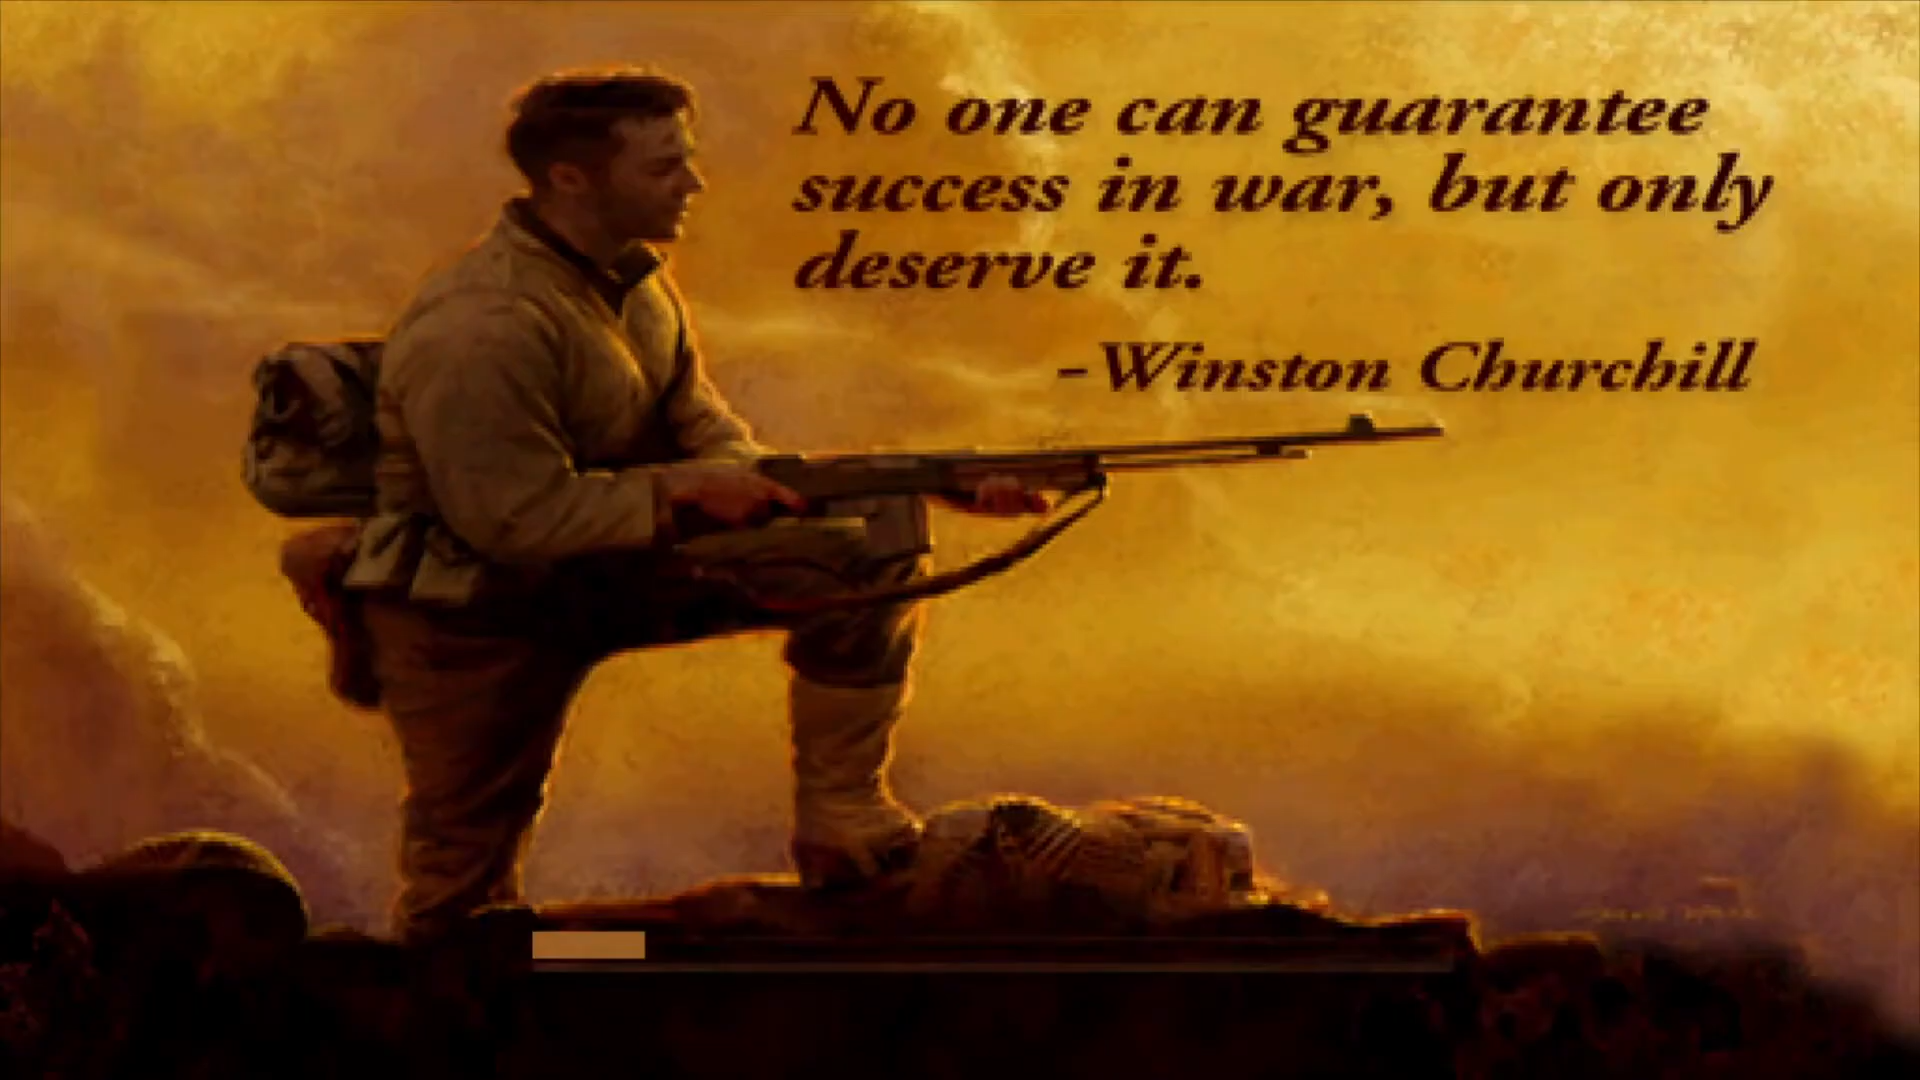 No one can guarantee
success in war, but only
deserve it.
-Winston Churchill